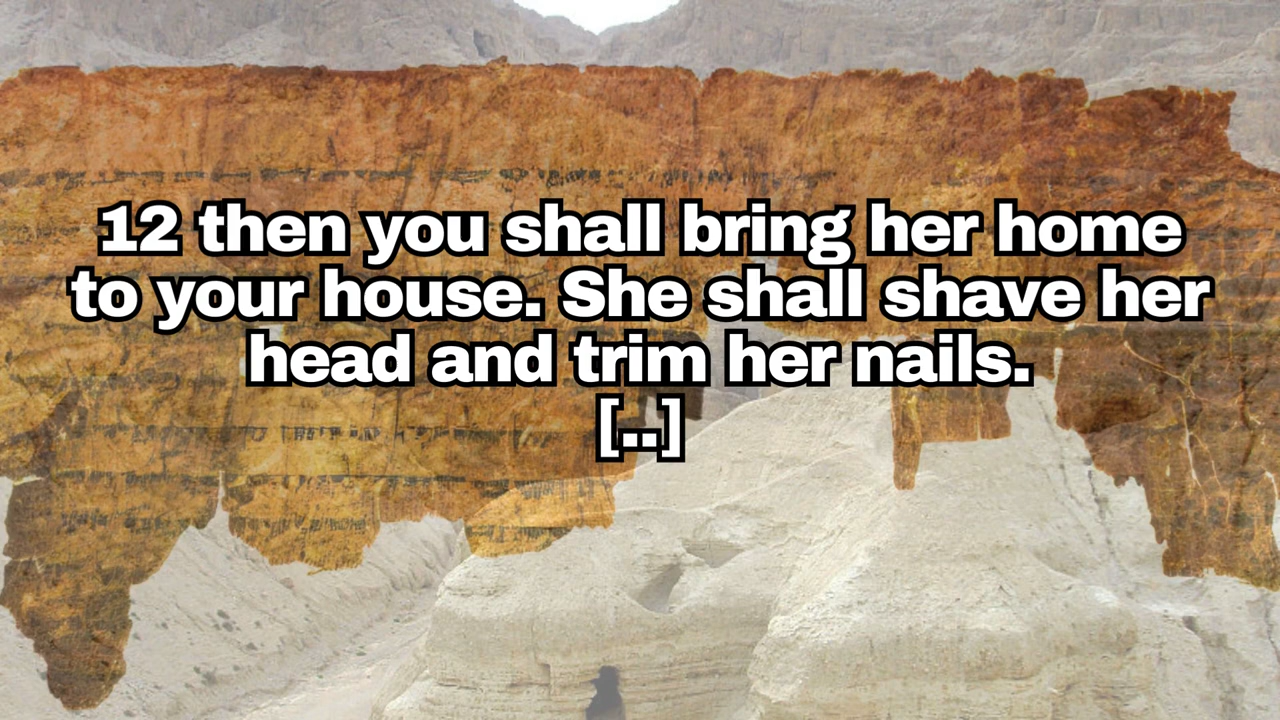 12 then you shall bring her home
to your house. She shall shave her
head and trim her nails.
[..]